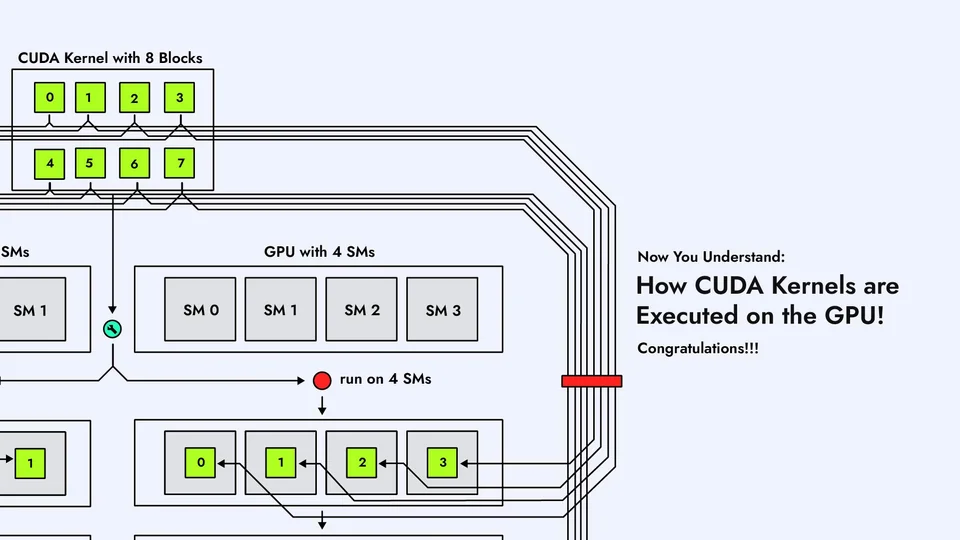 CUDA Kernel with 8 Blocks
0 1 2 3
4 5 6 7
SMs
GPU with 4 SMs
SM 1
SM 0 SM 1 SM 2 SM 3
Now You Understand:
How CUDA Kernels are
Executed on the GPU!
Congratulations!!!
run on 4 SMs
1
0 1 2 3